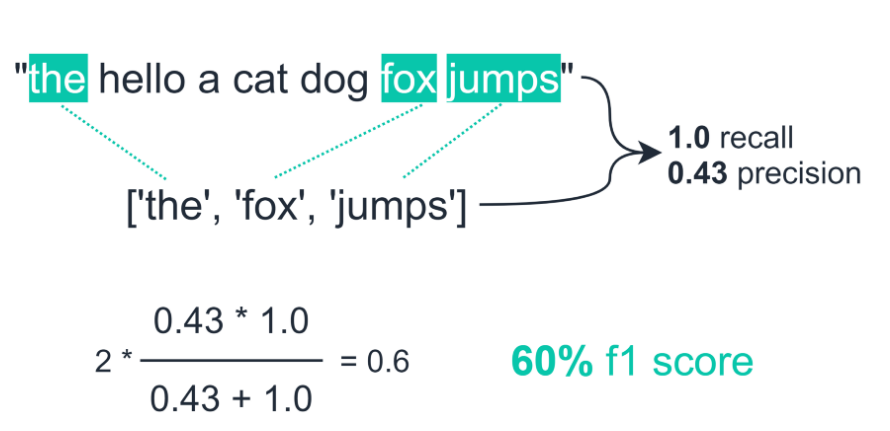 "the hello a cat dog fox jumps"
1.0 recall
0.43 precision
['the', 'fox', 'jumps']
0.43 * 1.0
2 * = 0.6
0.43 + 1.0
60% f1 score